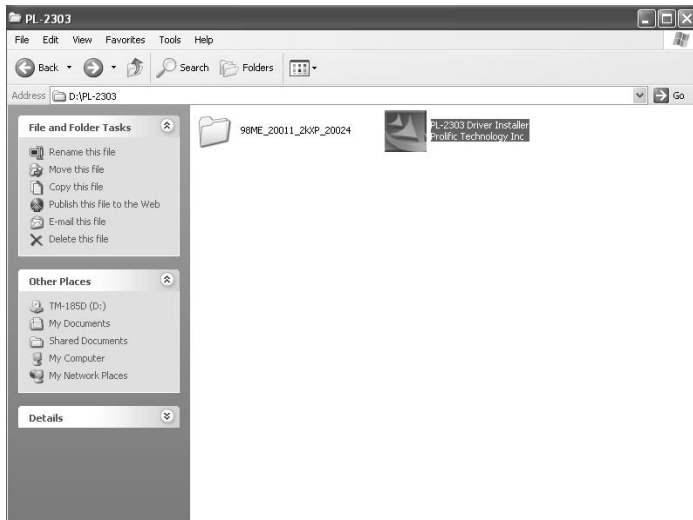 PL-2303
File Edit View Favorites Tools Help
Back Search Folders
Address D:\PL-2303 Go
File and Folder Tasks
Rename this file
Move this file
Copy this file
Publish this file to the Web
E-mail this file
Delete this file
Other Places
TM-185D (D:)
My Documents
Shared Documents
My Computer
My Network Places
Details
98ME_20011_2kXP_20024
PL-2303 Driver Installer
Prolific Technology Inc